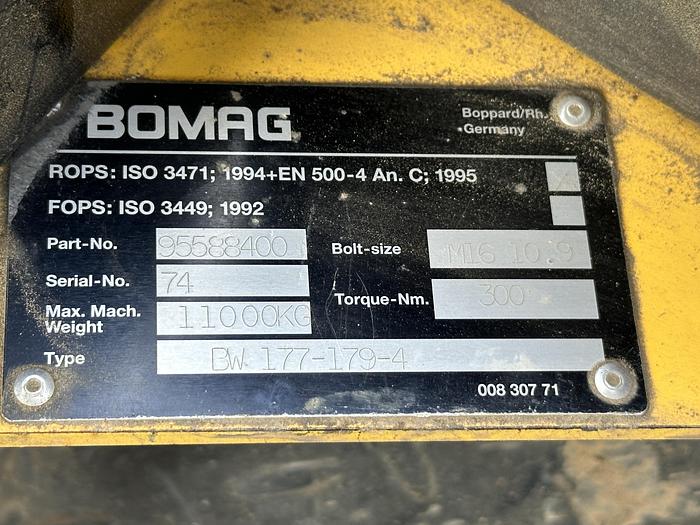 BOMAG
Boppard/Rh.
Germany
ROPS: ISO 3471; 1994+EN 500-4 An. C; 1995
FOPS: ISO 3449; 1992
Part-No. 95588400
Bolt-size M16 10.9
Serial-No. 74
Torque-Nm. 300
Max. Mach. Weight 11000KG
Type BW 177-179-4
008 307 71